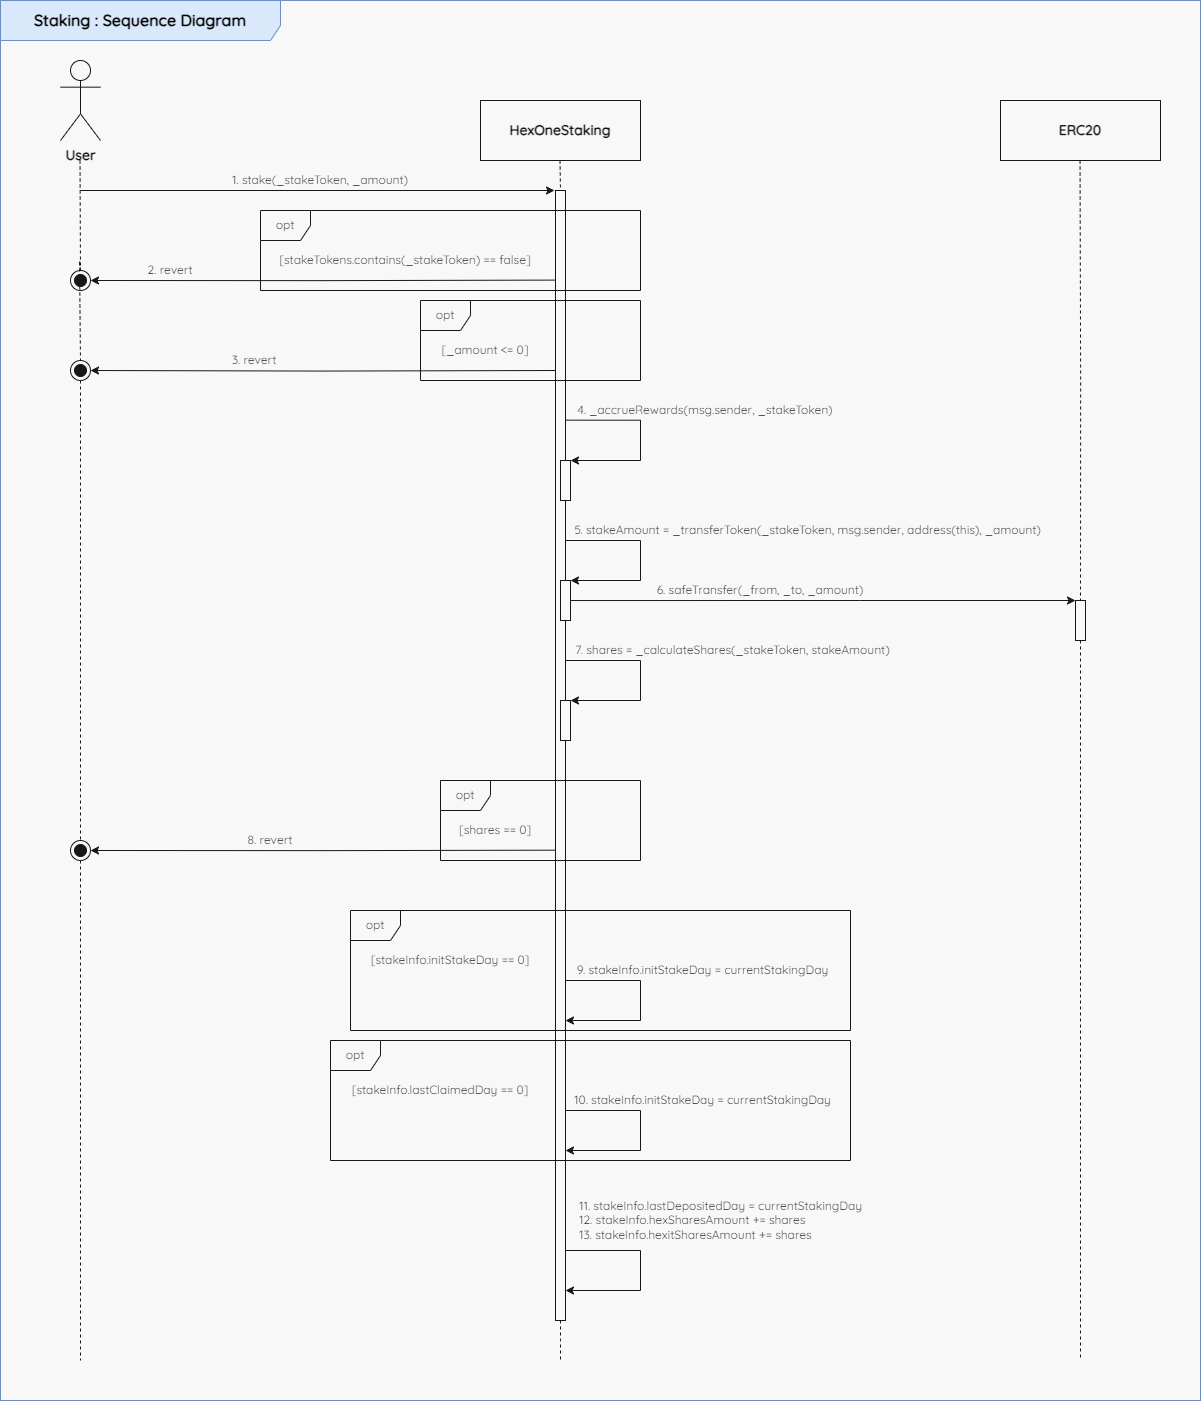 Staking : Sequence Diagram
User
HexOneStaking
ERC20
1. stake(_stakeToken, _amount)
opt
[stakeTokens.contains(_stakeToken) == false]
2. revert
opt
[_amount <= 0]
3. revert
4. _accrueRewards(msg.sender, _stakeToken)
5. stakeAmount = _transferToken(_stakeToken, msg.sender, address(this), _amount)
6. safeTransfer(_from, _to, _amount)
7. shares = _calculateShares(_stakeToken, stakeAmount)
opt
[shares == 0]
8. revert
opt
[stakeInfo.initStakeDay == 0]
9. stakeInfo.initStakeDay = currentStakingDay
opt
[stakeInfo.lastClaimedDay == 0]
10. stakeInfo.initStakeDay = currentStakingDay
11. stakeInfo.lastDepositedDay = currentStakingDay
12. stakeInfo.hexSharesAmount += shares
13. stakeInfo.hexitSharesAmount += shares